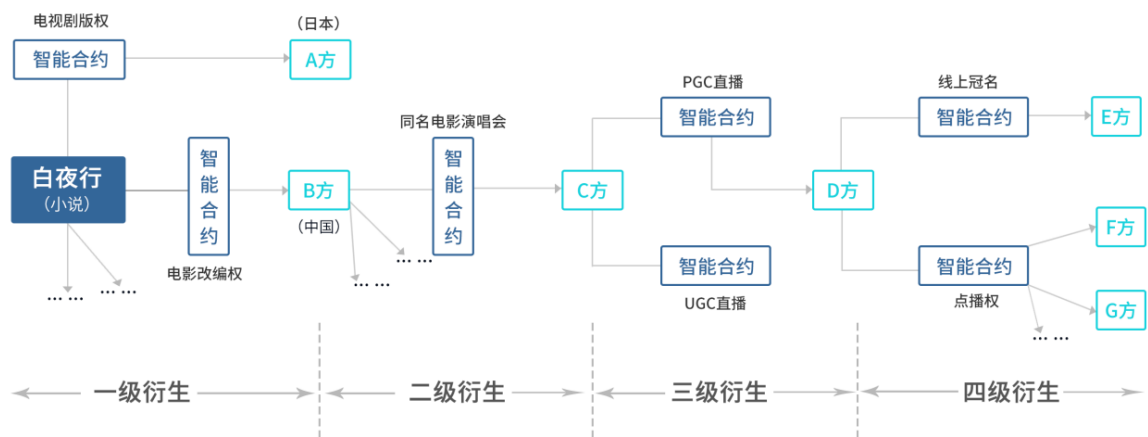 电视剧版权
智能合约
（日本）
A方
白夜行
（小说）
智能合约
电影改编权
B方
（中国）
同名电影演唱会
智能合约
C方
PGC直播
智能合约
智能合约
UGC直播
D方
线上冠名
智能合约
E方
智能合约
点播权
F方
G方
... ...
... ...
... ...
... ...
... ...
一级衍生
二级衍生
三级衍生
四级衍生